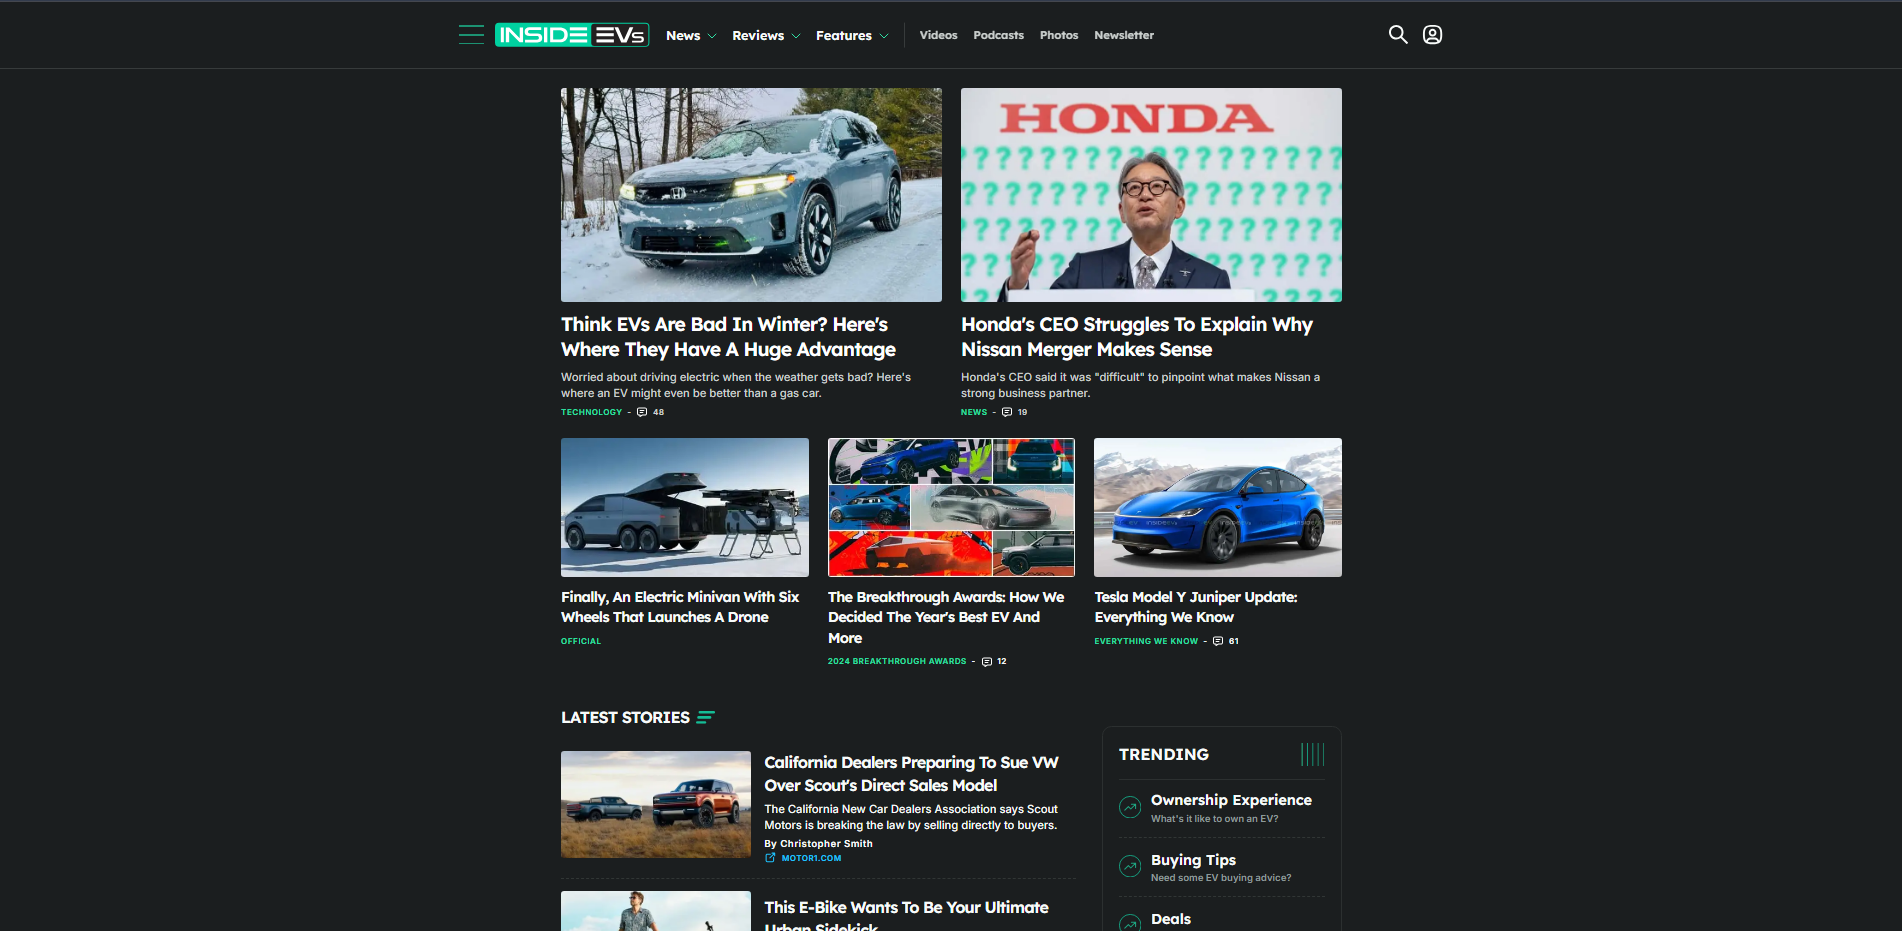 INSIDE EVs
News
Reviews
Features
Videos
Podcasts
Photos
Newsletter
HONDA
? ? ? ? ? ? ? ? ? ? ? ? ? ? ?
Think EVs Are Bad In Winter? Here's
Where They Have A Huge Advantage
Worried about driving electric when the weather gets bad? Here's
where an EV might even be better than a gas car.
TECHNOLOGY - 48
Honda's CEO Struggles To Explain Why
Nissan Merger Makes Sense
Honda's CEO said it was "difficult" to pinpoint what makes Nissan a
strong business partner.
NEWS - 19
Finally, An Electric Minivan With Six
Wheels That Launches A Drone
OFFICIAL
The Breakthrough Awards: How We
Decided The Year's Best EV And
More
2024 BREAKTHROUGH AWARDS - 12
Tesla Model Y Juniper Update:
Everything We Know
EVERYTHING WE KNOW - 61
LATEST STORIES
California Dealers Preparing To Sue VW
Over Scout's Direct Sales Model
The California New Car Dealers Association says Scout
Motors is breaking the law by selling directly to buyers.
By Christopher Smith
MOTOR1.COM
This E-Bike Wants To Be Your Ultimate
Urban Sidekick
TRENDING
Ownership Experience
What's it like to own an EV?
Buying Tips
Need some EV buying advice?
Deals